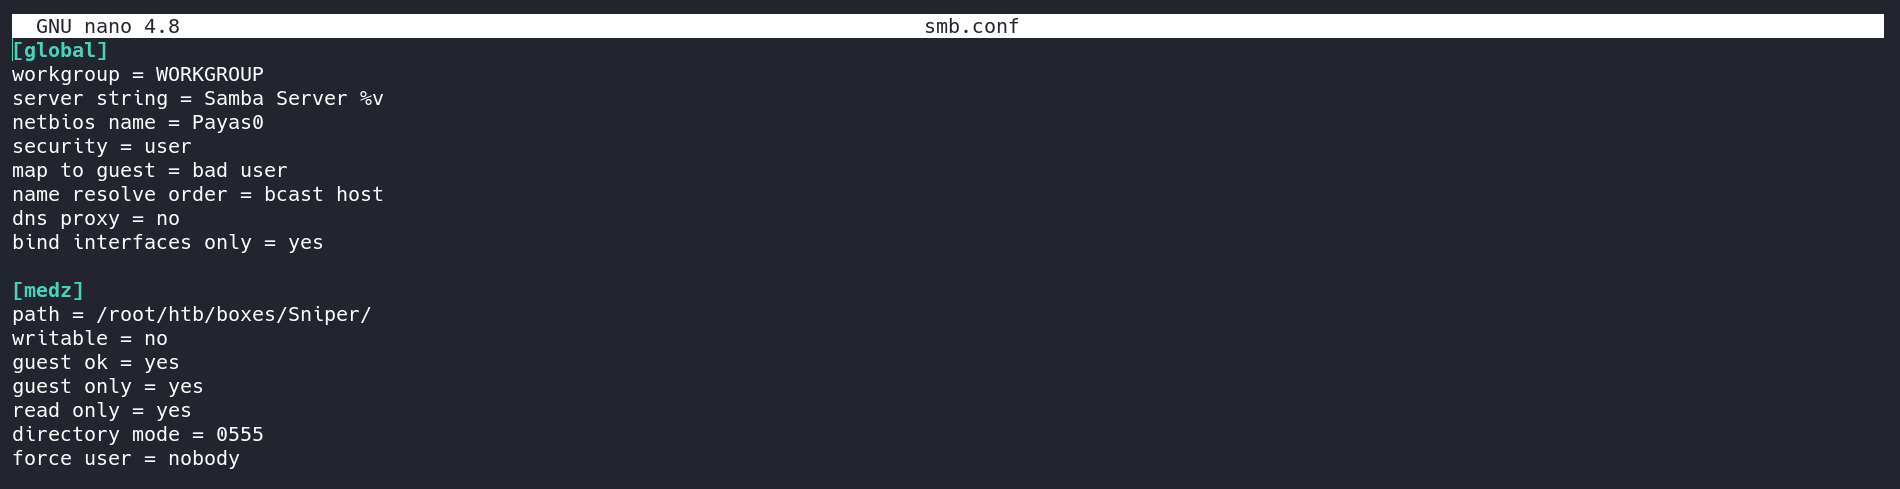 GNU nano 4.8 smb.conf
[global]
workgroup = WORKGROUP
server string = Samba Server %v
netbios name = Payas0
security = user
map to guest = bad user
name resolve order = bcast host
dns proxy = no
bind interfaces only = yes
[medz]
path = /root/htb/boxes/Sniper/
writable = no
guest ok = yes
guest only = yes
read only = yes
directory mode = 0555
force user = nobody